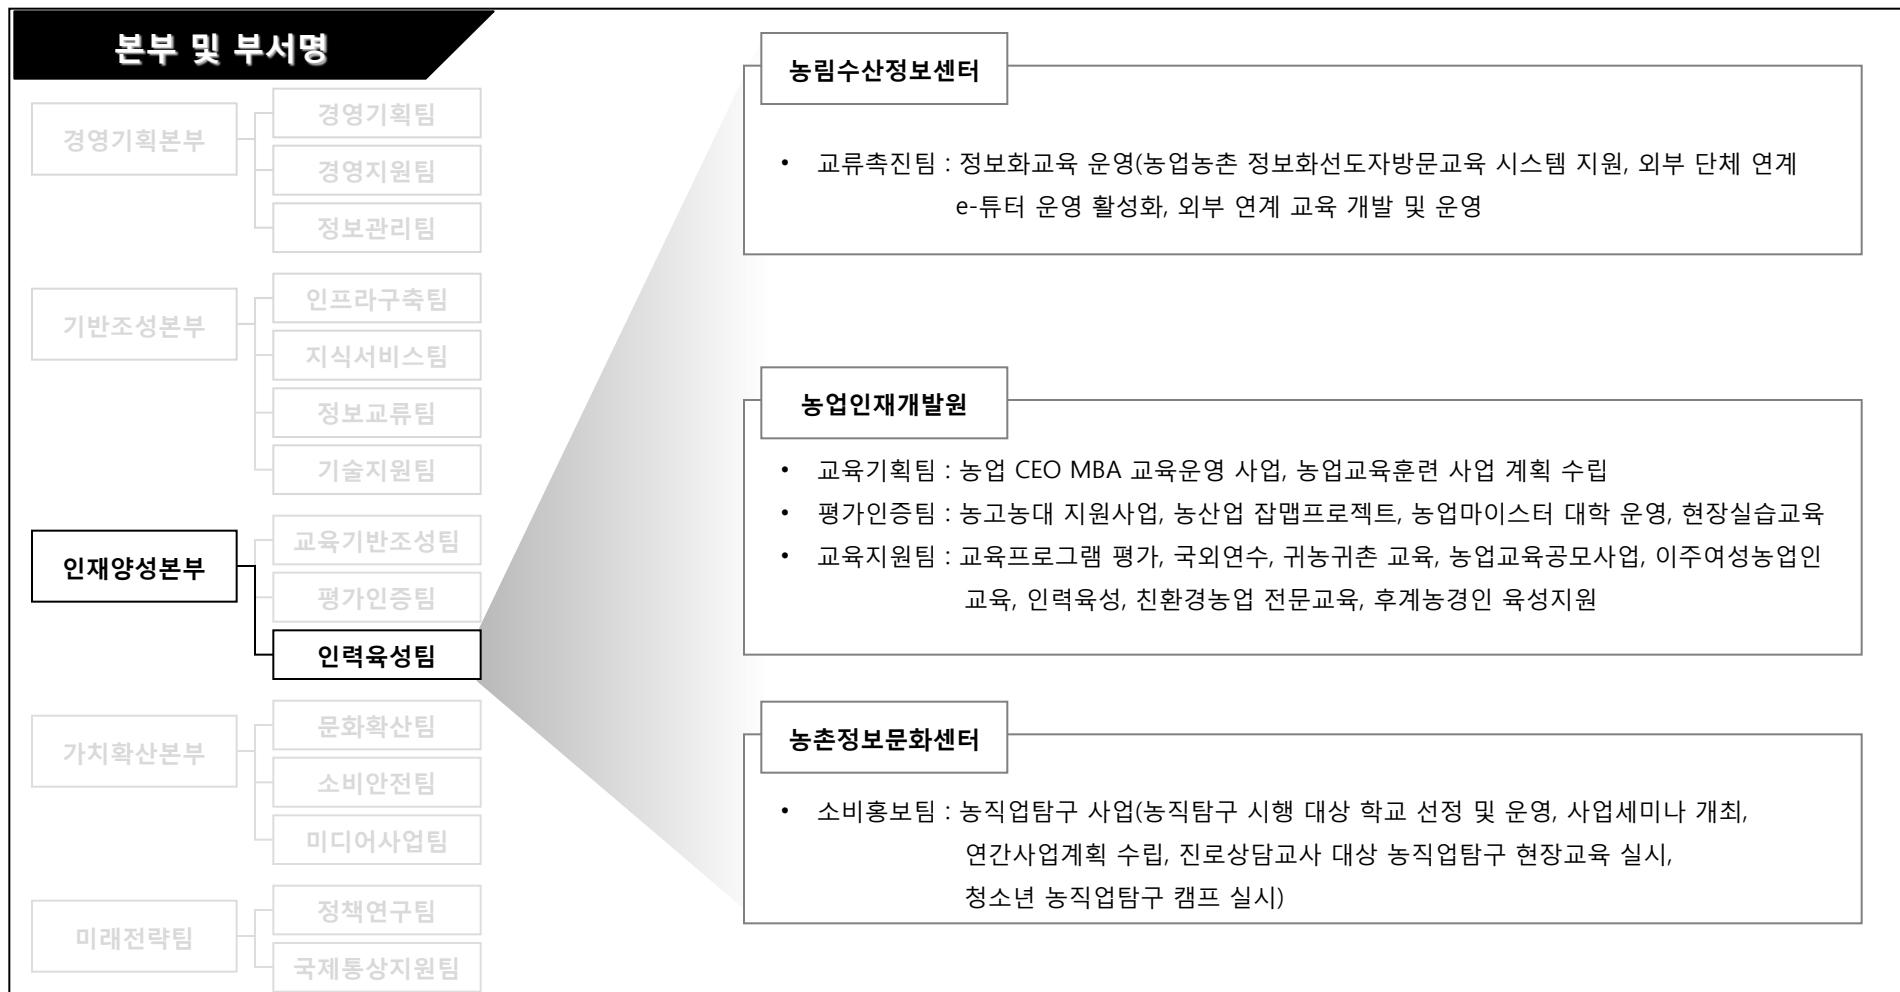 본부 및 부서명
경영기획본부
경영기획팀
경영지원팀
정보관리팀
기반조성본부
인프라구축팀
지식서비스팀
정보교류팀
기술지원팀
인재양성본부
교육기반조성팀
평가인증팀
인력육성팀
가치확산본부
문화확산팀
소비안전팀
미디어사업팀
미래전략팀
정책연구팀
국제통상지원팀
농림수산정보센터
• 교류촉진팀 : 정보화교육 운영(농업농촌 정보화선도자방문교육 시스템 지원, 외부 단체 연계
e-튜터 운영 활성화, 외부 연계 교육 개발 및 운영
농업인재개발원
• 교육기획팀 : 농업 CEO MBA 교육운영 사업, 농업교육훈련 사업 계획 수립
• 평가인증팀 : 농고농대 지원사업, 농산업 잡맵프로젝트, 농업마이스터 대학 운영, 현장실습교육
• 교육지원팀 : 교육프로그램 평가, 국외연수, 귀농귀촌 교육, 농업교육공모사업, 이주여성농업인
교육, 인력육성, 친환경농업 전문교육, 후계농경인 육성지원
농촌정보문화센터
• 소비홍보팀 : 농직업탐구 사업(농직탐구 시행 대상 학교 선정 및 운영, 사업세미나 개최,
연간사업계획 수립, 진로상담교사 대상 농직업탐구 현장교육 실시,
청소년 농직업탐구 캠프 실시)